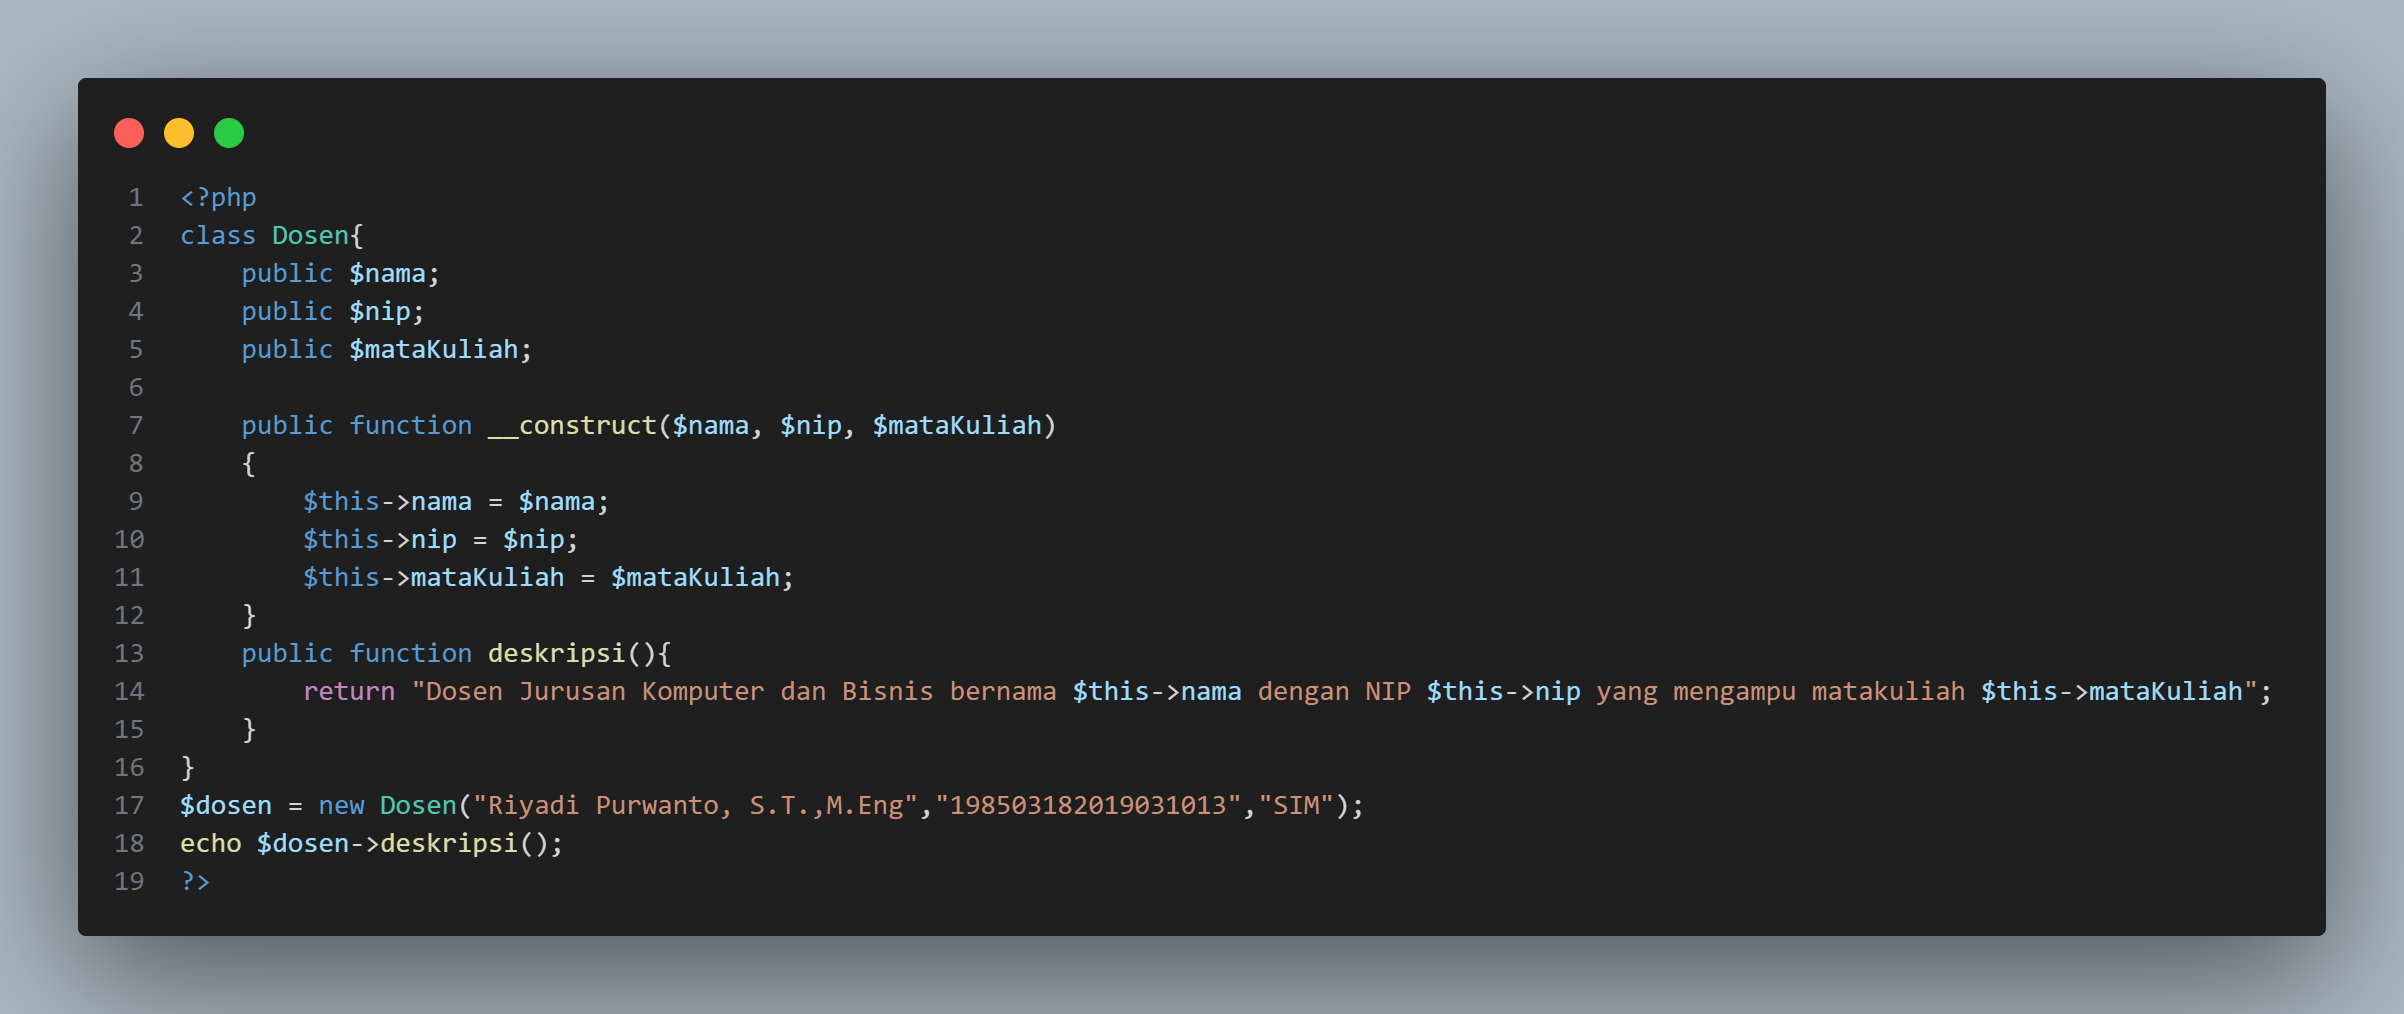 1 <?php
2 class Dosen{
3     public $nama;
4     public $nip;
5     public $mataKuliah;
6
7     public function __construct($nama, $nip, $mataKuliah)
8     {
9         $this->nama = $nama;
10         $this->nip = $nip;
11         $this->mataKuliah = $mataKuliah;
12     }
13     public function deskripsi(){
14         return "Dosen Jurusan Komputer dan Bisnis bernama $this->nama dengan NIP $this->nip yang mengampu matakuliah $this->mataKuliah";
15     }
16 }
17 $dosen = new Dosen("Riyadi Purwanto, S.T.,M.Eng","198503182019031013","SIM");
18 echo $dosen->deskripsi();
19 ?>